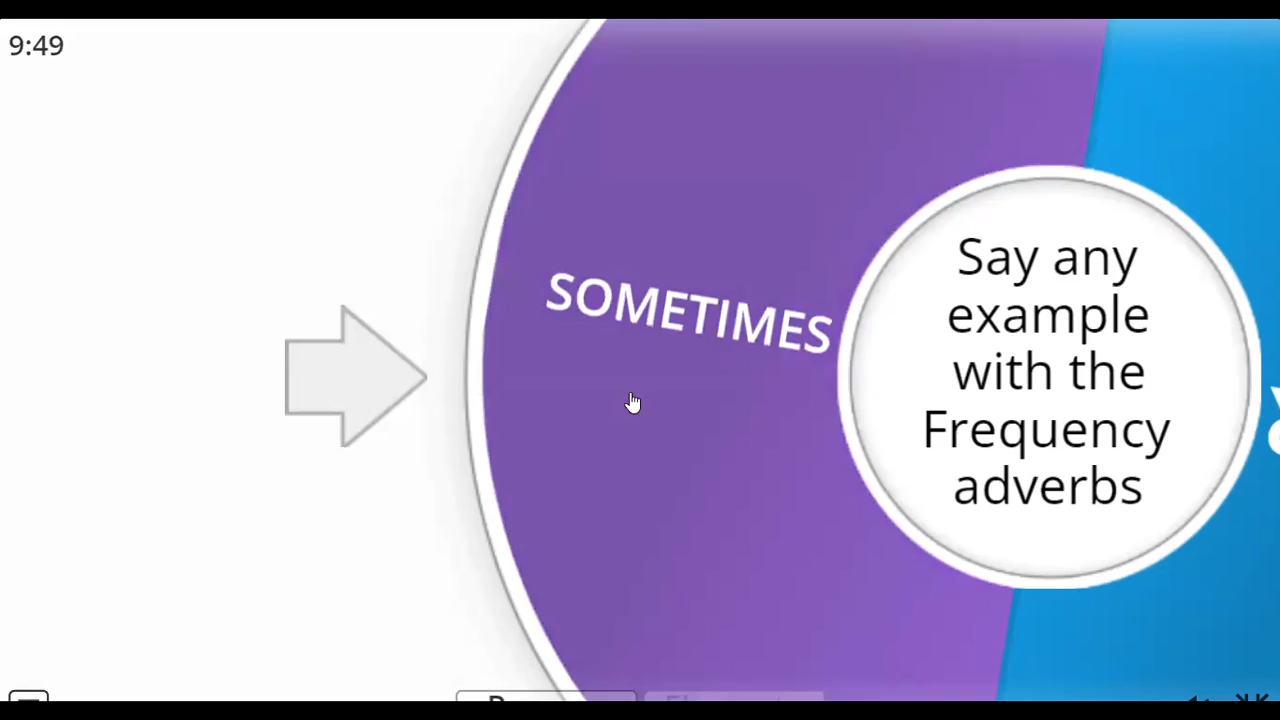 9:49
SOMETIMES
Say any
example
with the
Frequency
adverbs